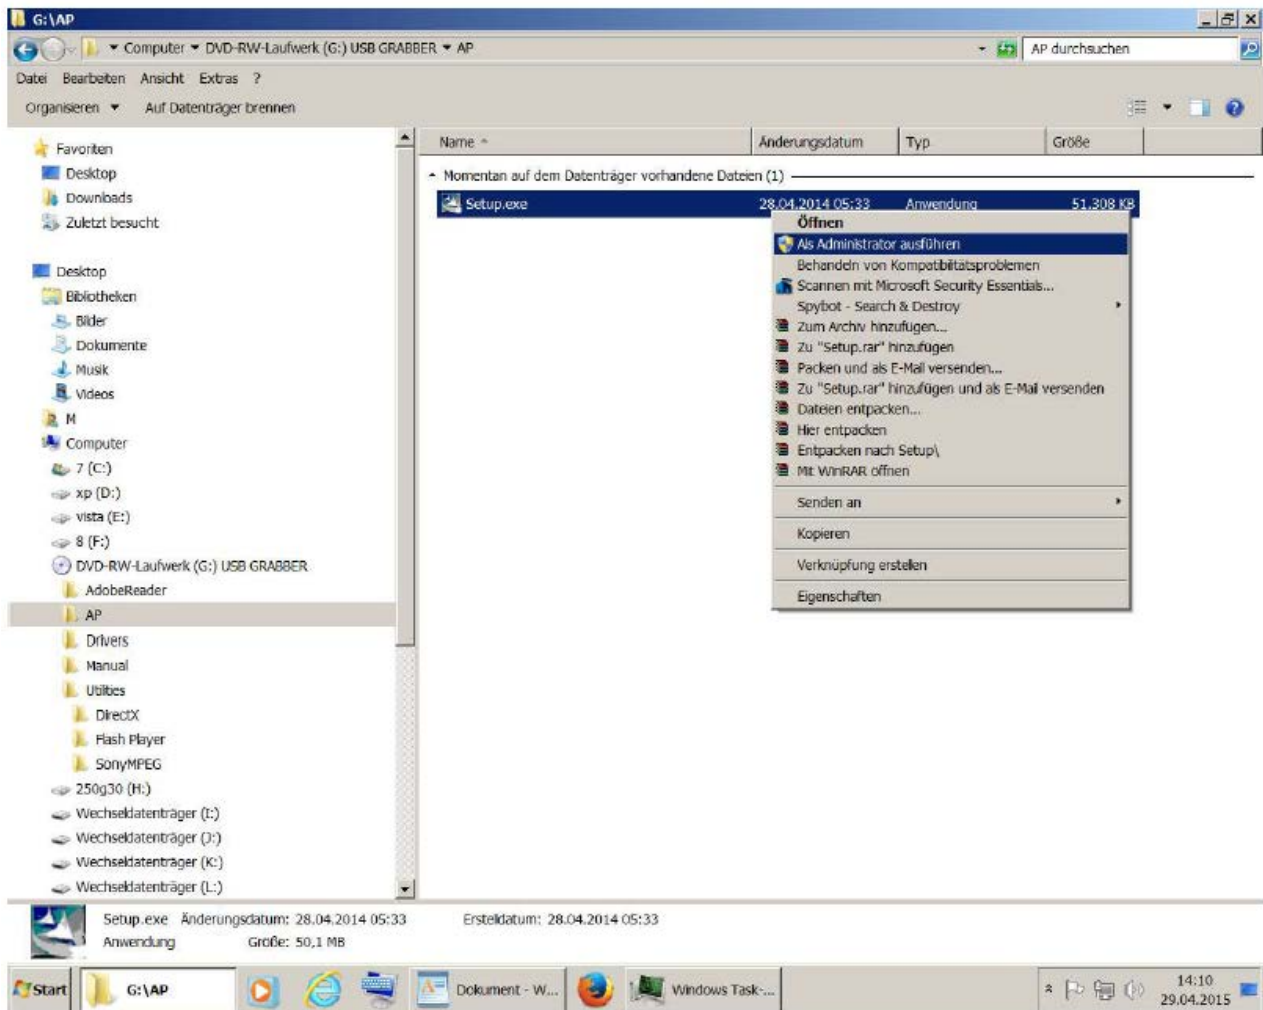 G:\AP
Computer DVD-RW-Laufwerk (G:) USB GRABBER AP
AP durchsuchen
Datei Bearbeiten Ansicht Extras ?
Organisieren Auf Datenträger brennen
Favoriten
Desktop
Downloads
Zuletzt besucht
Desktop
Bibliotheken
Bilder
Dokumente
Musik
Videos
M
Computer
7 (C:)
xp (D:)
vista (E:)
8 (F:)
DVD-RW-Laufwerk (G:) USB GRABBER
AdobeReader
AP
Drivers
Manual
Utilties
DirectX
Flash Player
SonyMPEG
250g30 (H:)
Wechseldatenträger (I:)
Wechseldatenträger (J:)
Wechseldatenträger (K:)
Wechseldatenträger (L:)
Name Änderungsdatum Typ Größe
Momentan auf dem Datenträger vorhandene Dateien (1)
Setup.exe 28.04.2014 05:33 Anwendung 51.308 KB
Öffnen
Als Administrator ausführen
Behandeln von Kompatibilitätsproblemen
Scannen mit Microsoft Security Essentials...
Spybot - Search & Destroy
Zum Archiv hinzufügen...
Zu "Setup.rar" hinzufügen
Packen und als E-Mail versenden...
Zu "Setup.rar" hinzufügen und als E-Mail versenden
Dateien entpacken...
Hier entpacken
Entpacken nach Setup\
Mit WinRAR öffnen
Senden an
Kopieren
Verknüpfung erstellen
Eigenschaften
Setup.exe Änderungsdatum: 28.04.2014 05:33 Erstelldatum: 28.04.2014 05:33
Anwendung Größe: 50,1 MB
Start G:\AP Dokument - W... Windows Task-...
14:10
29.04.2015